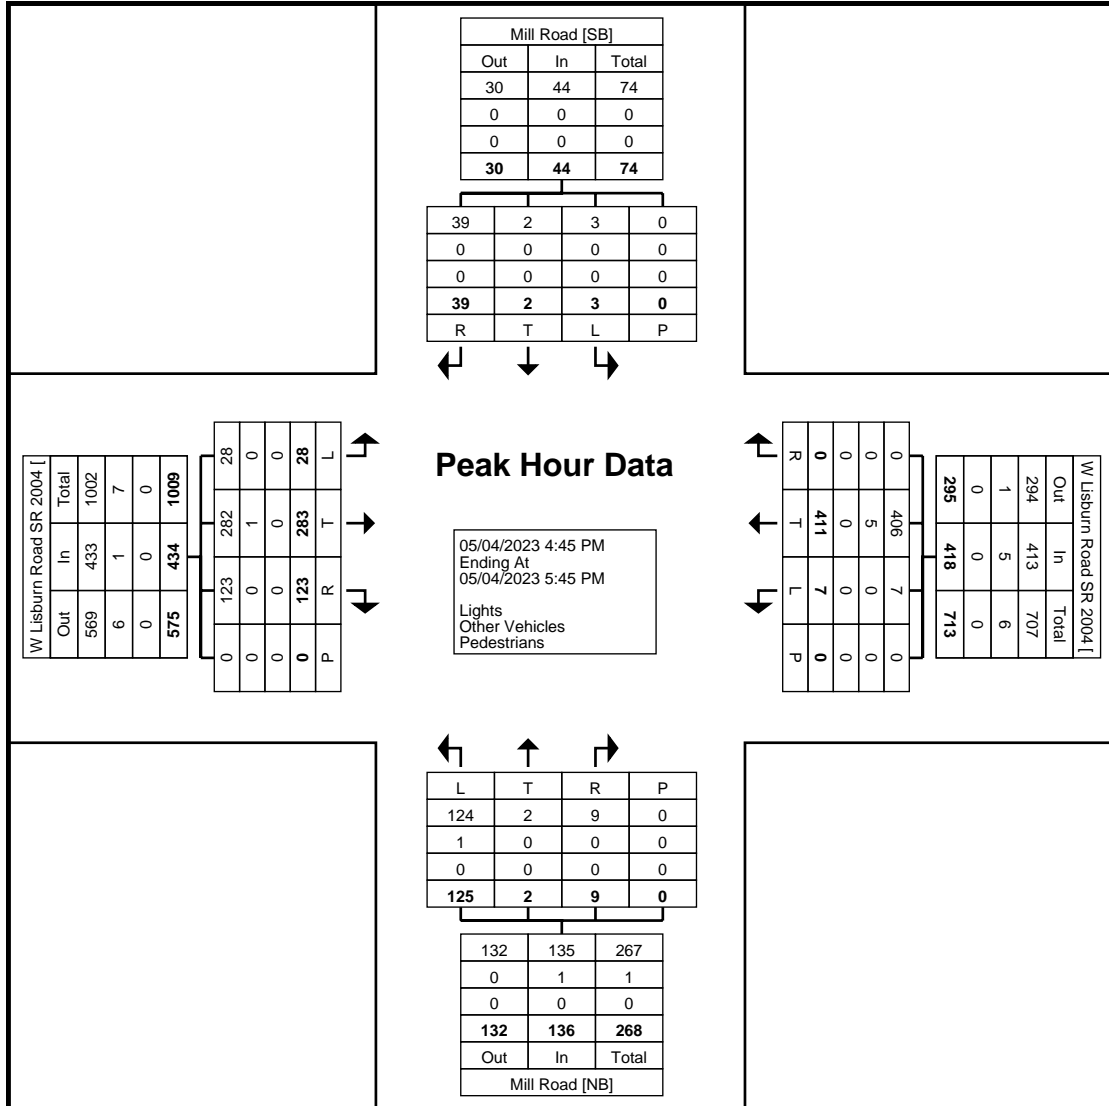 Mill Road [SB]
Out In Total
30 44 74
0 0 0
0 0 0
30 44 74
39 2 3 0
0 0 0 0
0 0 0 0
39 2 3 0
R T L P
W Lisburn Road SR 2004 [
Out In Total
569 433 1002
6 1 7
0 0 0
575 434 1009
28 282 123 0
0 1 0 0
0 0 0 0
28 283 123 0
L T R P
Peak Hour Data
05/04/2023 4:45 PM
Ending At
05/04/2023 5:45 PM
Lights
Other Vehicles
Pedestrians
R T L P
0 411 7 0
0 0 0 0
0 5 0 0
0 406 7 0
W Lisburn Road SR 2004 [
Out In Total
294 413 707
1 5 6
0 0 0
295 418 713
L T R P
124 2 9 0
1 0 0 0
0 0 0 0
125 2 9 0
132 135 267
0 1 1
0 0 0
132 136 268
Out In Total
Mill Road [NB]